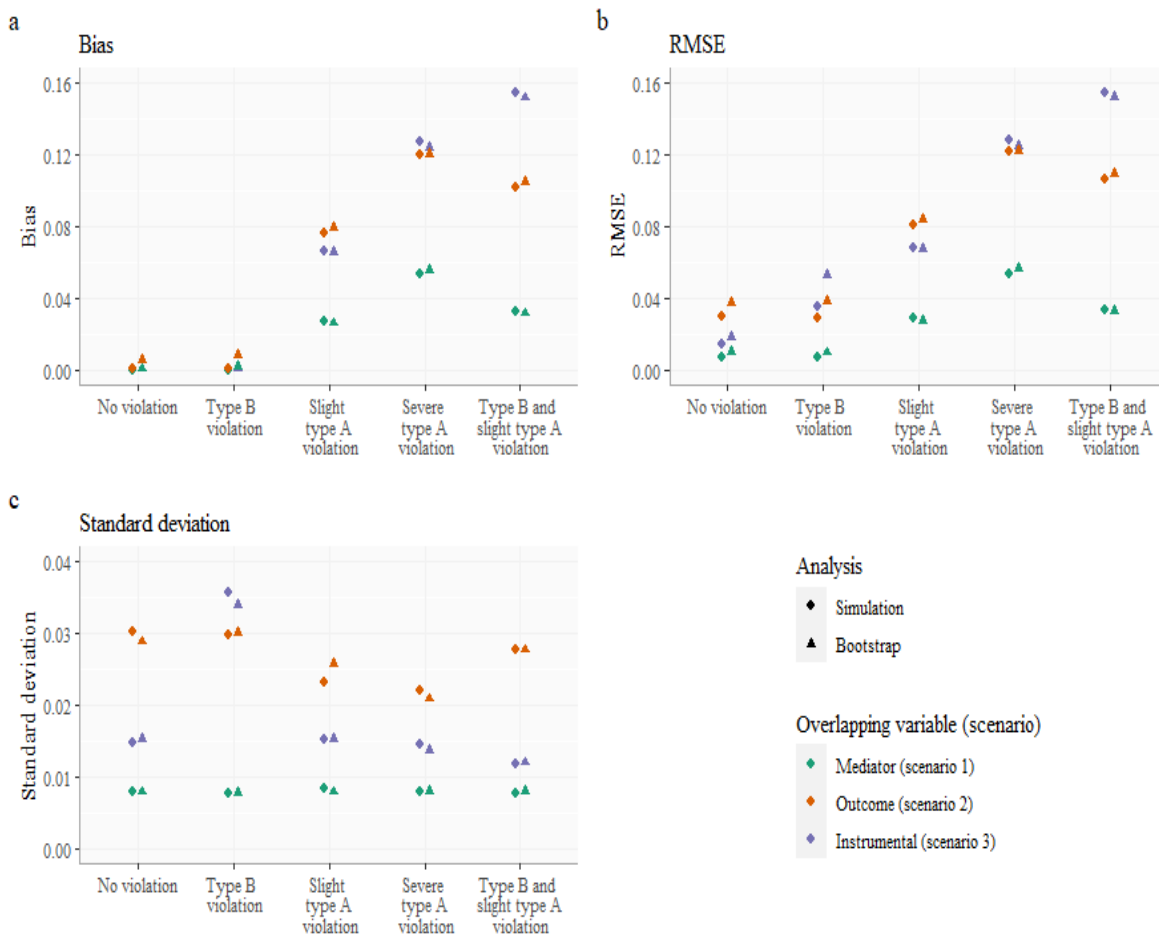 a
Bias
Bias
0.16
0.12
0.08
0.04
0.00
No violation
Type B
violation
Slight
type A
violation
Severe
type A
violation
Type B and
slight type A
violation
b
RMSE
RMSE
0.16
0.12
0.08
0.04
0.00
No violation
Type B
violation
Slight
type A
violation
Severe
type A
violation
Type B and
slight type A
violation
c
Standard deviation
Standard deviation
0.04
0.03
0.02
0.01
0.00
No violation
Type B
violation
Slight
type A
violation
Severe
type A
violation
Type B and
slight type A
violation
Analysis
Simulation
Bootstrap
Overlapping variable (scenario)
Mediator (scenario 1)
Outcome (scenario 2)
Instrumental (scenario 3)